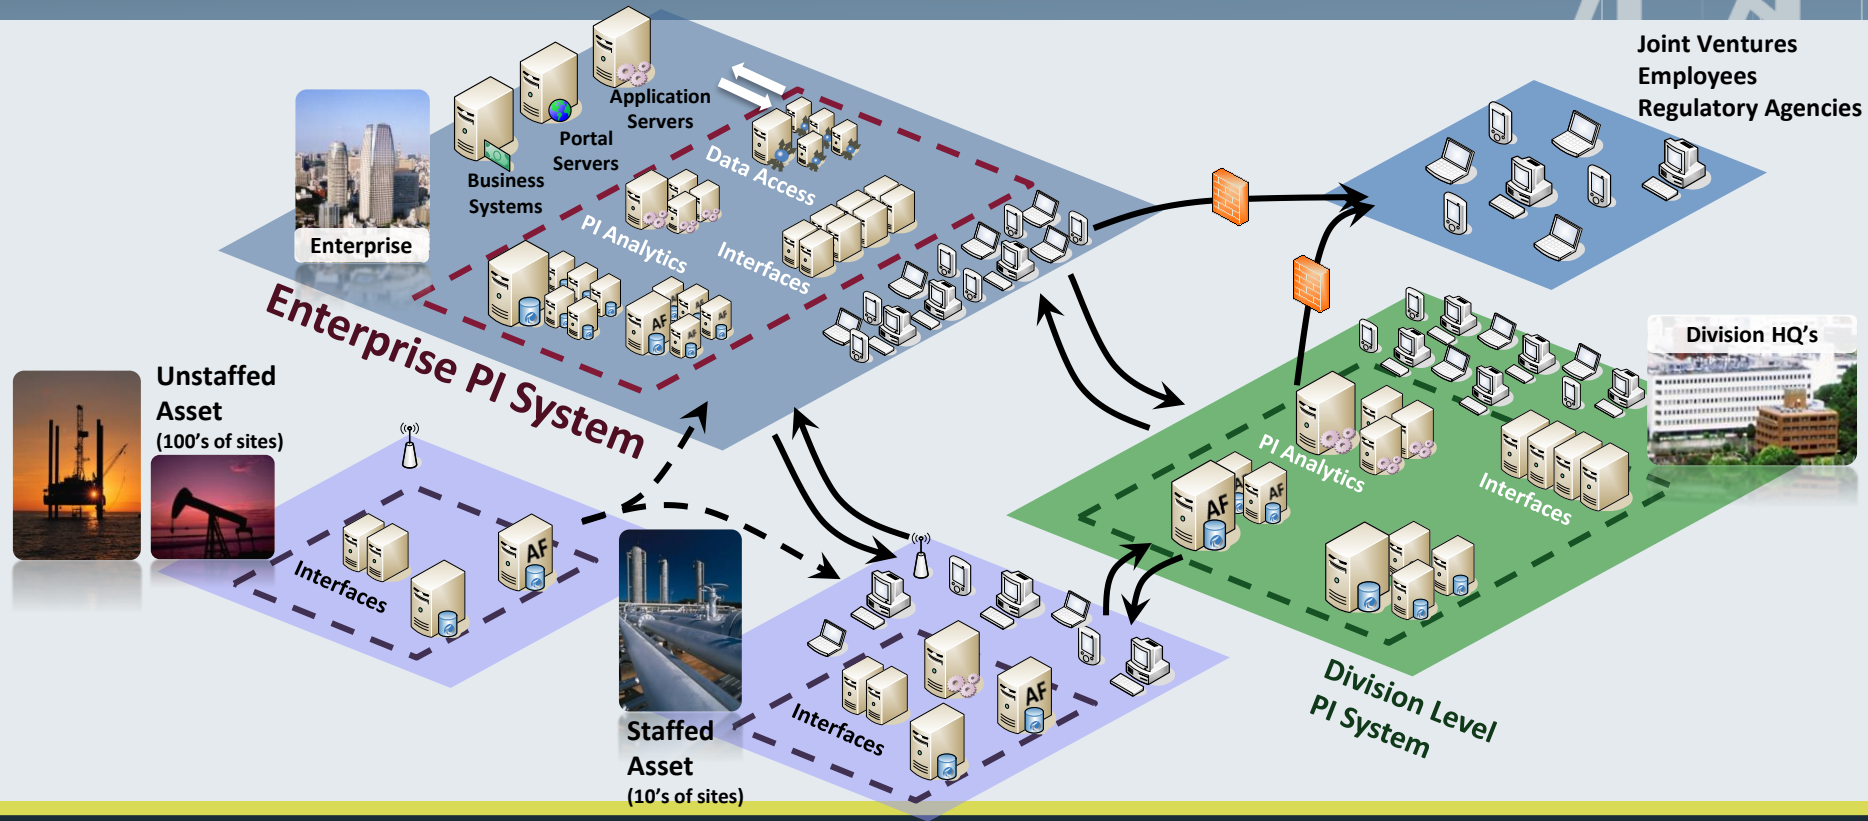 Joint Ventures
Employees
Regulatory Agencies
Application
Servers
Portal
Servers
Business
Systems
Enterprise
Data Access
PI Analytics
Interfaces
AF
Enterprise PI System
Division HQ's
Unstaffed
Asset
(100's of sites)
PI Analytics
Interfaces
AF
A
AF
Interfaces
AF
Division Level
PI System
Interfaces
AF
Staffed
Asset
(10's of sites)